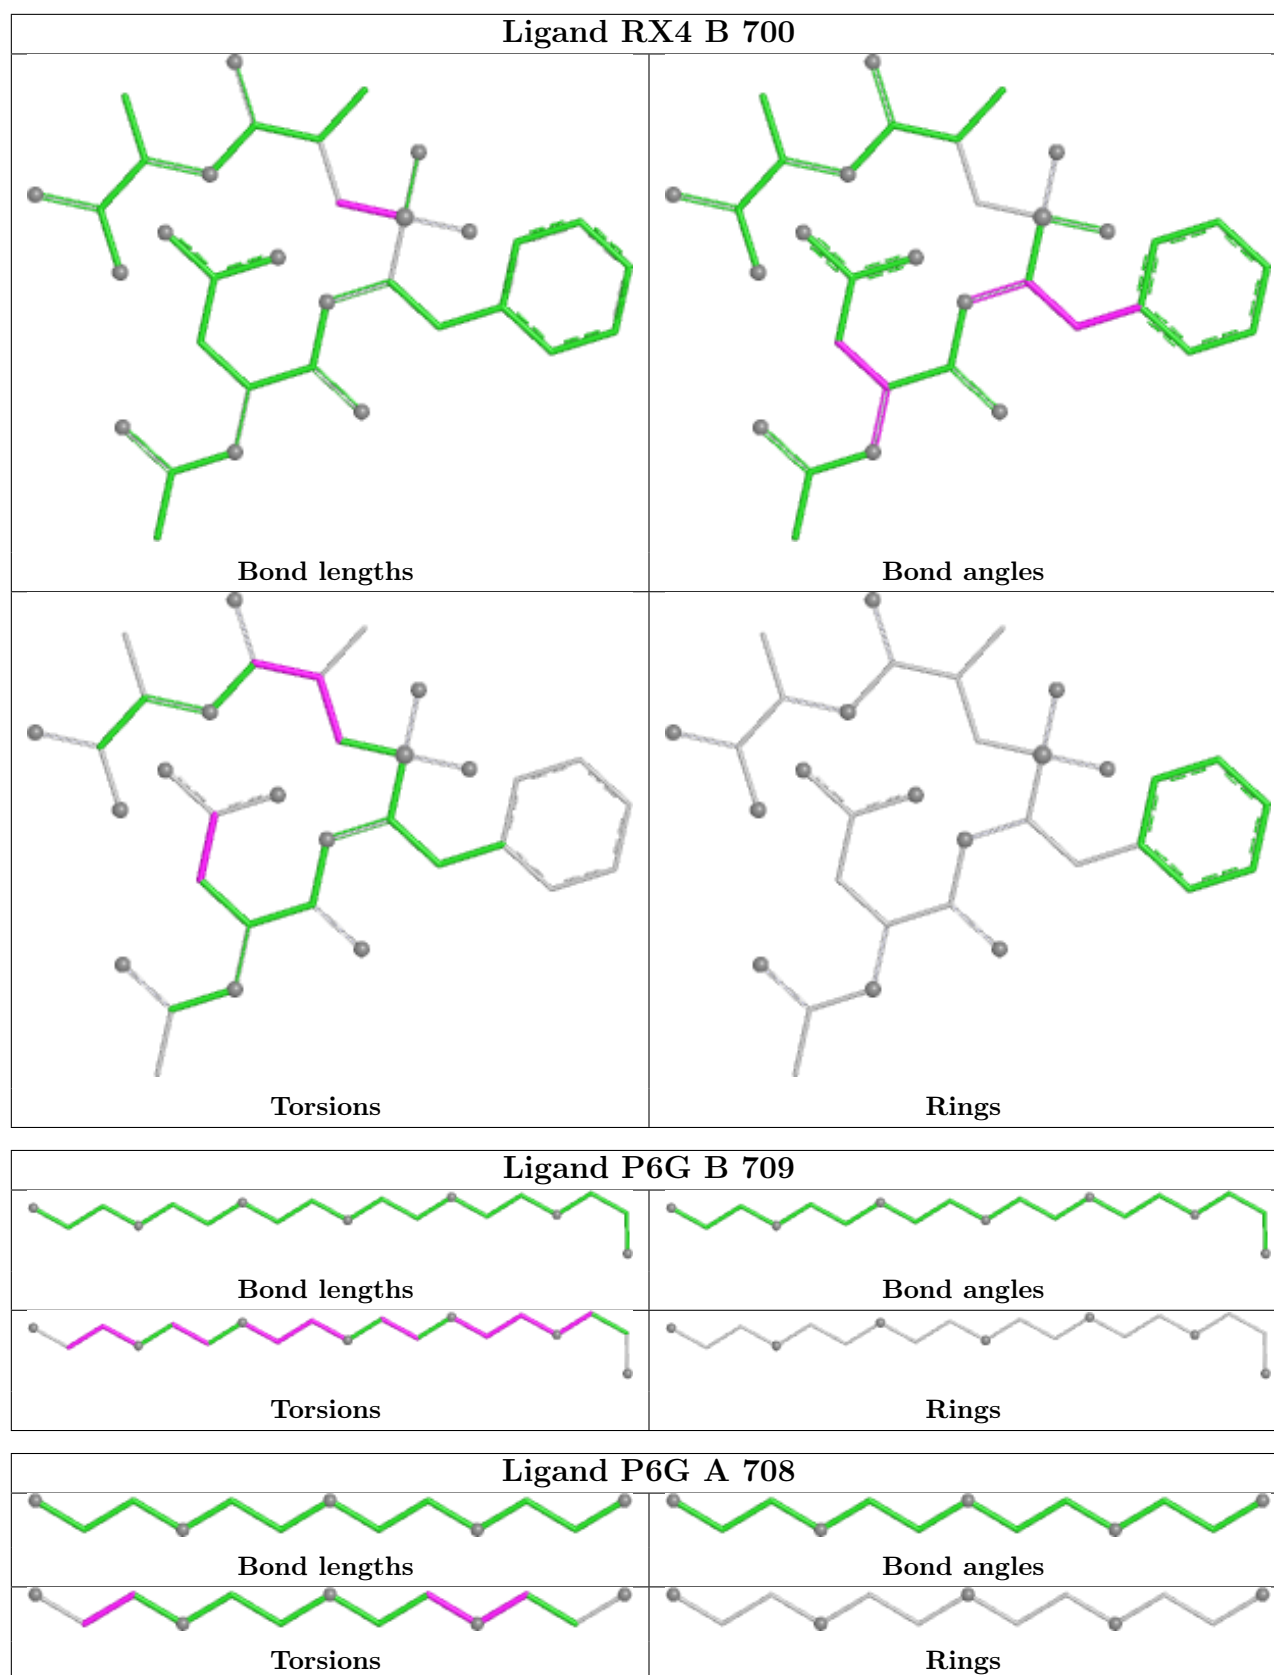 Ligand RX4 B 700
Bond lengths
Bond angles
Torsions
Rings
Ligand P6G B 709
Bond lengths
Bond angles
Torsions
Rings
Ligand P6G A 708
Bond lengths
Bond angles
Torsions
Rings